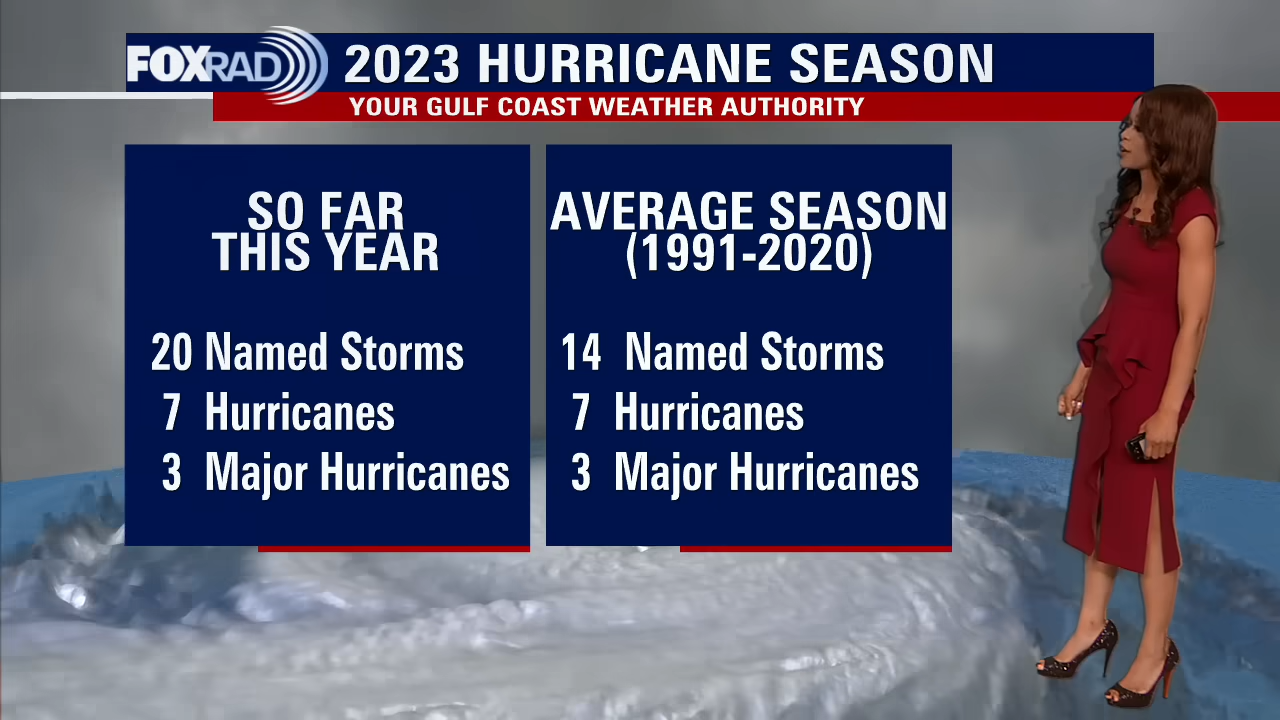 FOXRAD 2023 HURRICANE SEASON
YOUR GULF COAST WEATHER AUTHORITY
SO FAR
THIS YEAR
20 Named Storms
7 Hurricanes
3 Major Hurricanes
AVERAGE SEASON
(1991-2020)
14 Named Storms
7 Hurricanes
3 Major Hurricanes